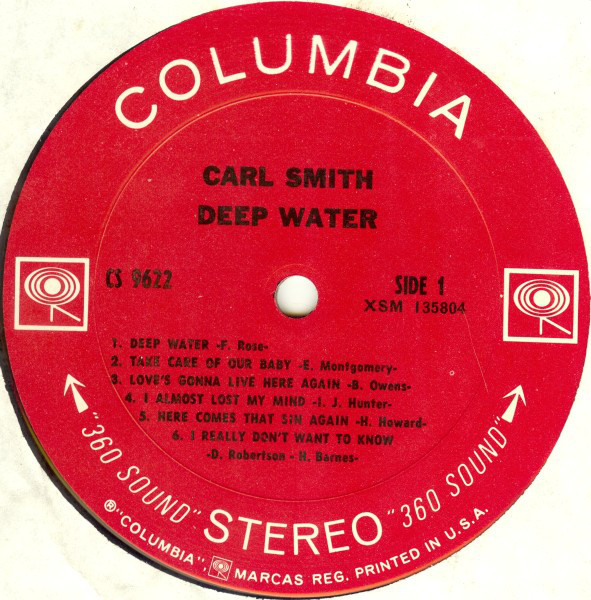 COLUMBIA
CARL SMITH
DEEP WATER
CS 9622
SIDE 1
XSM 135804
1. DEEP WATER -F. Rose-
2. TAKE CARE OF OUR BABY -E. Montgomery-
3. LOVE'S GONNA LIVE HERE AGAIN -B. Owens-
4. I ALMOST LOST MY MIND -I. J. Hunter-
5. HERE COMES THAT SIN AGAIN -H. Howard-
6. I REALLY DON'T WANT TO KNOW
-D. Robertson - H. Barnes-
"360 SOUND" STEREO "360 SOUND"
® "COLUMBIA", MARCAS REG. PRINTED IN U.S.A.